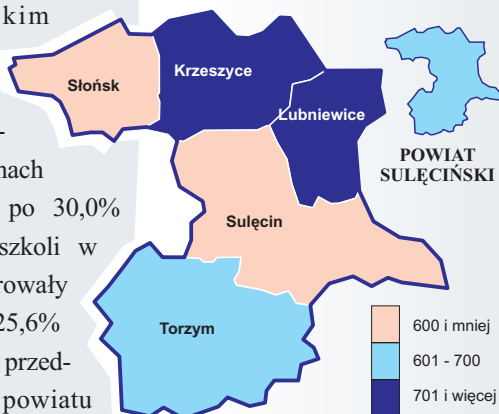 kim
-
nach
po 30,0%
szkoli w
rowały
25,6%
przed-
powiatu
Słońsk
Krzeszyce
Lubniewice
Sulęcin
Torzym
POWIAT
SULĘCIŃSKI
600 i mniej
601 - 700
701 i więcej